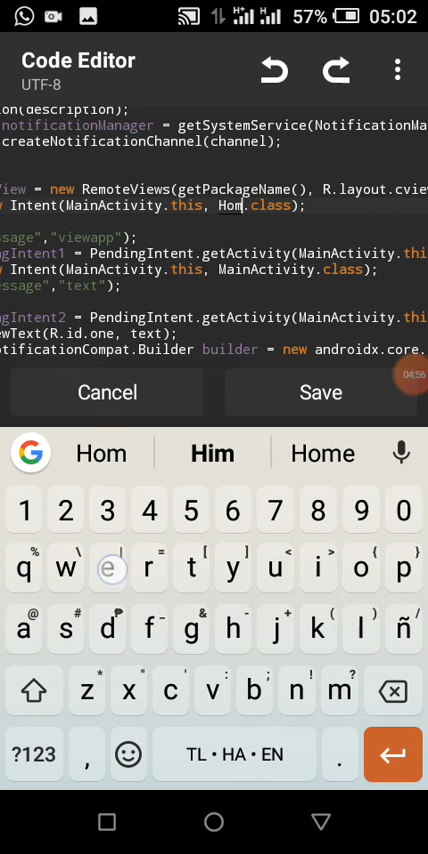 57% 05:02
Code Editor
UTF-8
ion(description);
notificationManager = getSystemService(NotificationMa
createNotificationChannel(channel);
View = new RemoteViews(getPackageName(), R.layout.cview
w Intent(MainActivity.this, Hom.class);
ssage","viewapp");
ngIntent1 = PendingIntent.getActivity(MainActivity.thi
w Intent(MainActivity.this, MainActivity.class);
essage","text");
ngIntent2 = PendingIntent.getActivity(MainActivity.thi
ewText(R.id.one, text);
otificationCompat.Builder builder = new androidx.core.
Cancel Save
04:56
G Hom Him Home
1 2 3 4 5 6 7 8 9 0
% \ | = [ ] < > { }
q w e r t y u i o p
@ # ₱ _ & - + ( ) /
a s d f g h j k l ñ
* " ' : ; ! ?
z x c v b n m
?123 , TL • HA • EN .